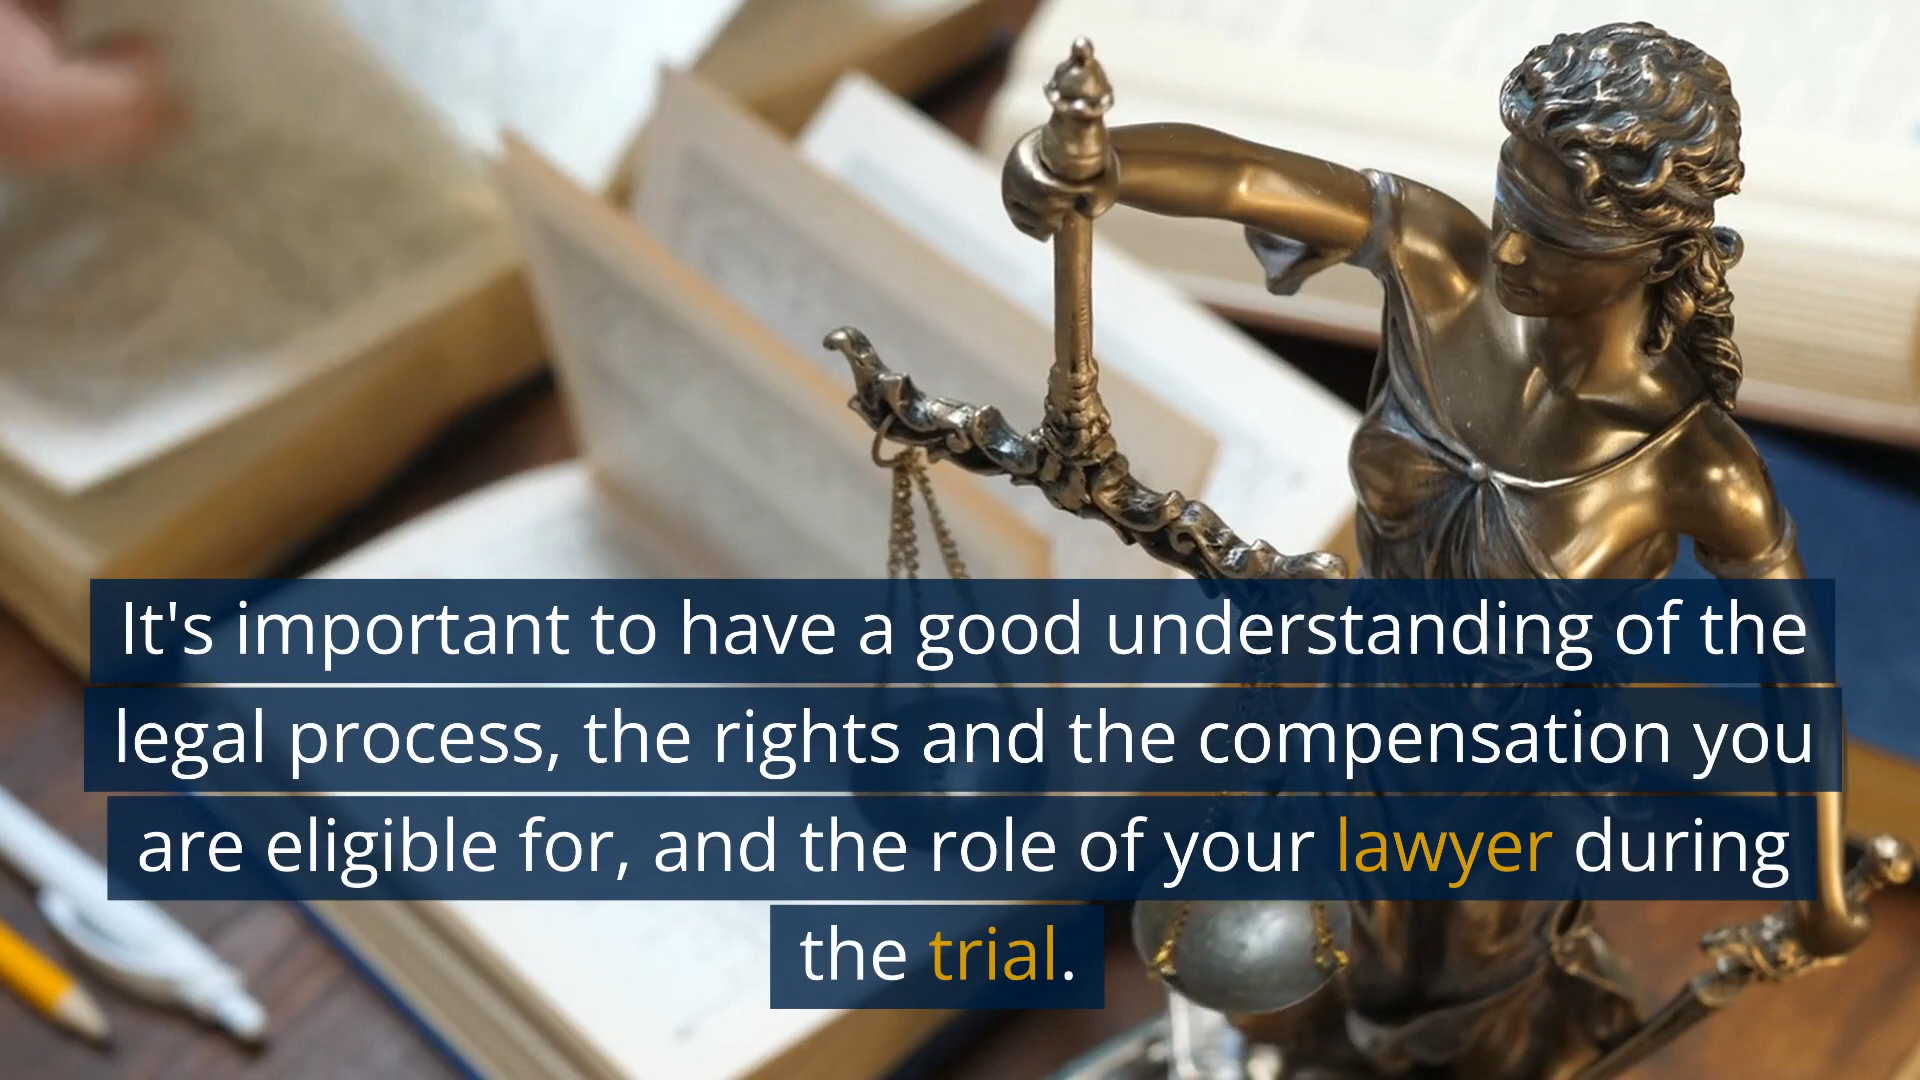 It's important to have a good understanding of the
legal process, the rights and the compensation you
are eligible for, and the role of your lawyer during
the trial.